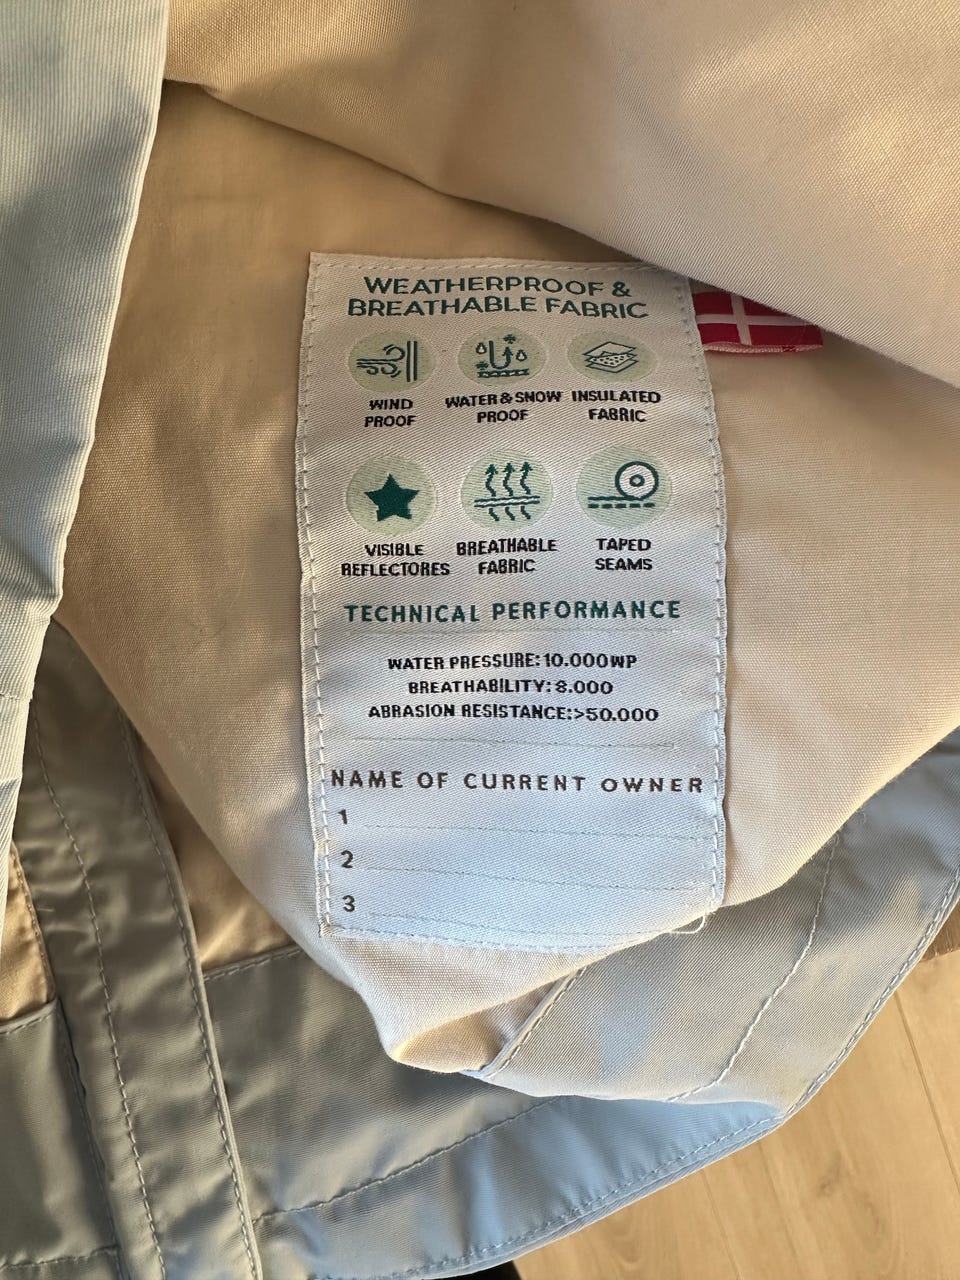 WEATHERPROOF &
BREATHABLE FABRIC
WIND
PROOF
WATER & SNOW
PROOF
INSULATED
FABRIC
VISIBLE
REFLECTORES
BREATHABLE
FABRIC
TAPED
SEAMS
TECHNICAL PERFORMANCE
WATER PRESSURE:10.000WP
BREATHABILITY:8.000
ABRASION RESISTANCE:>50.000
NAME OF CURRENT OWNER
1
2
3